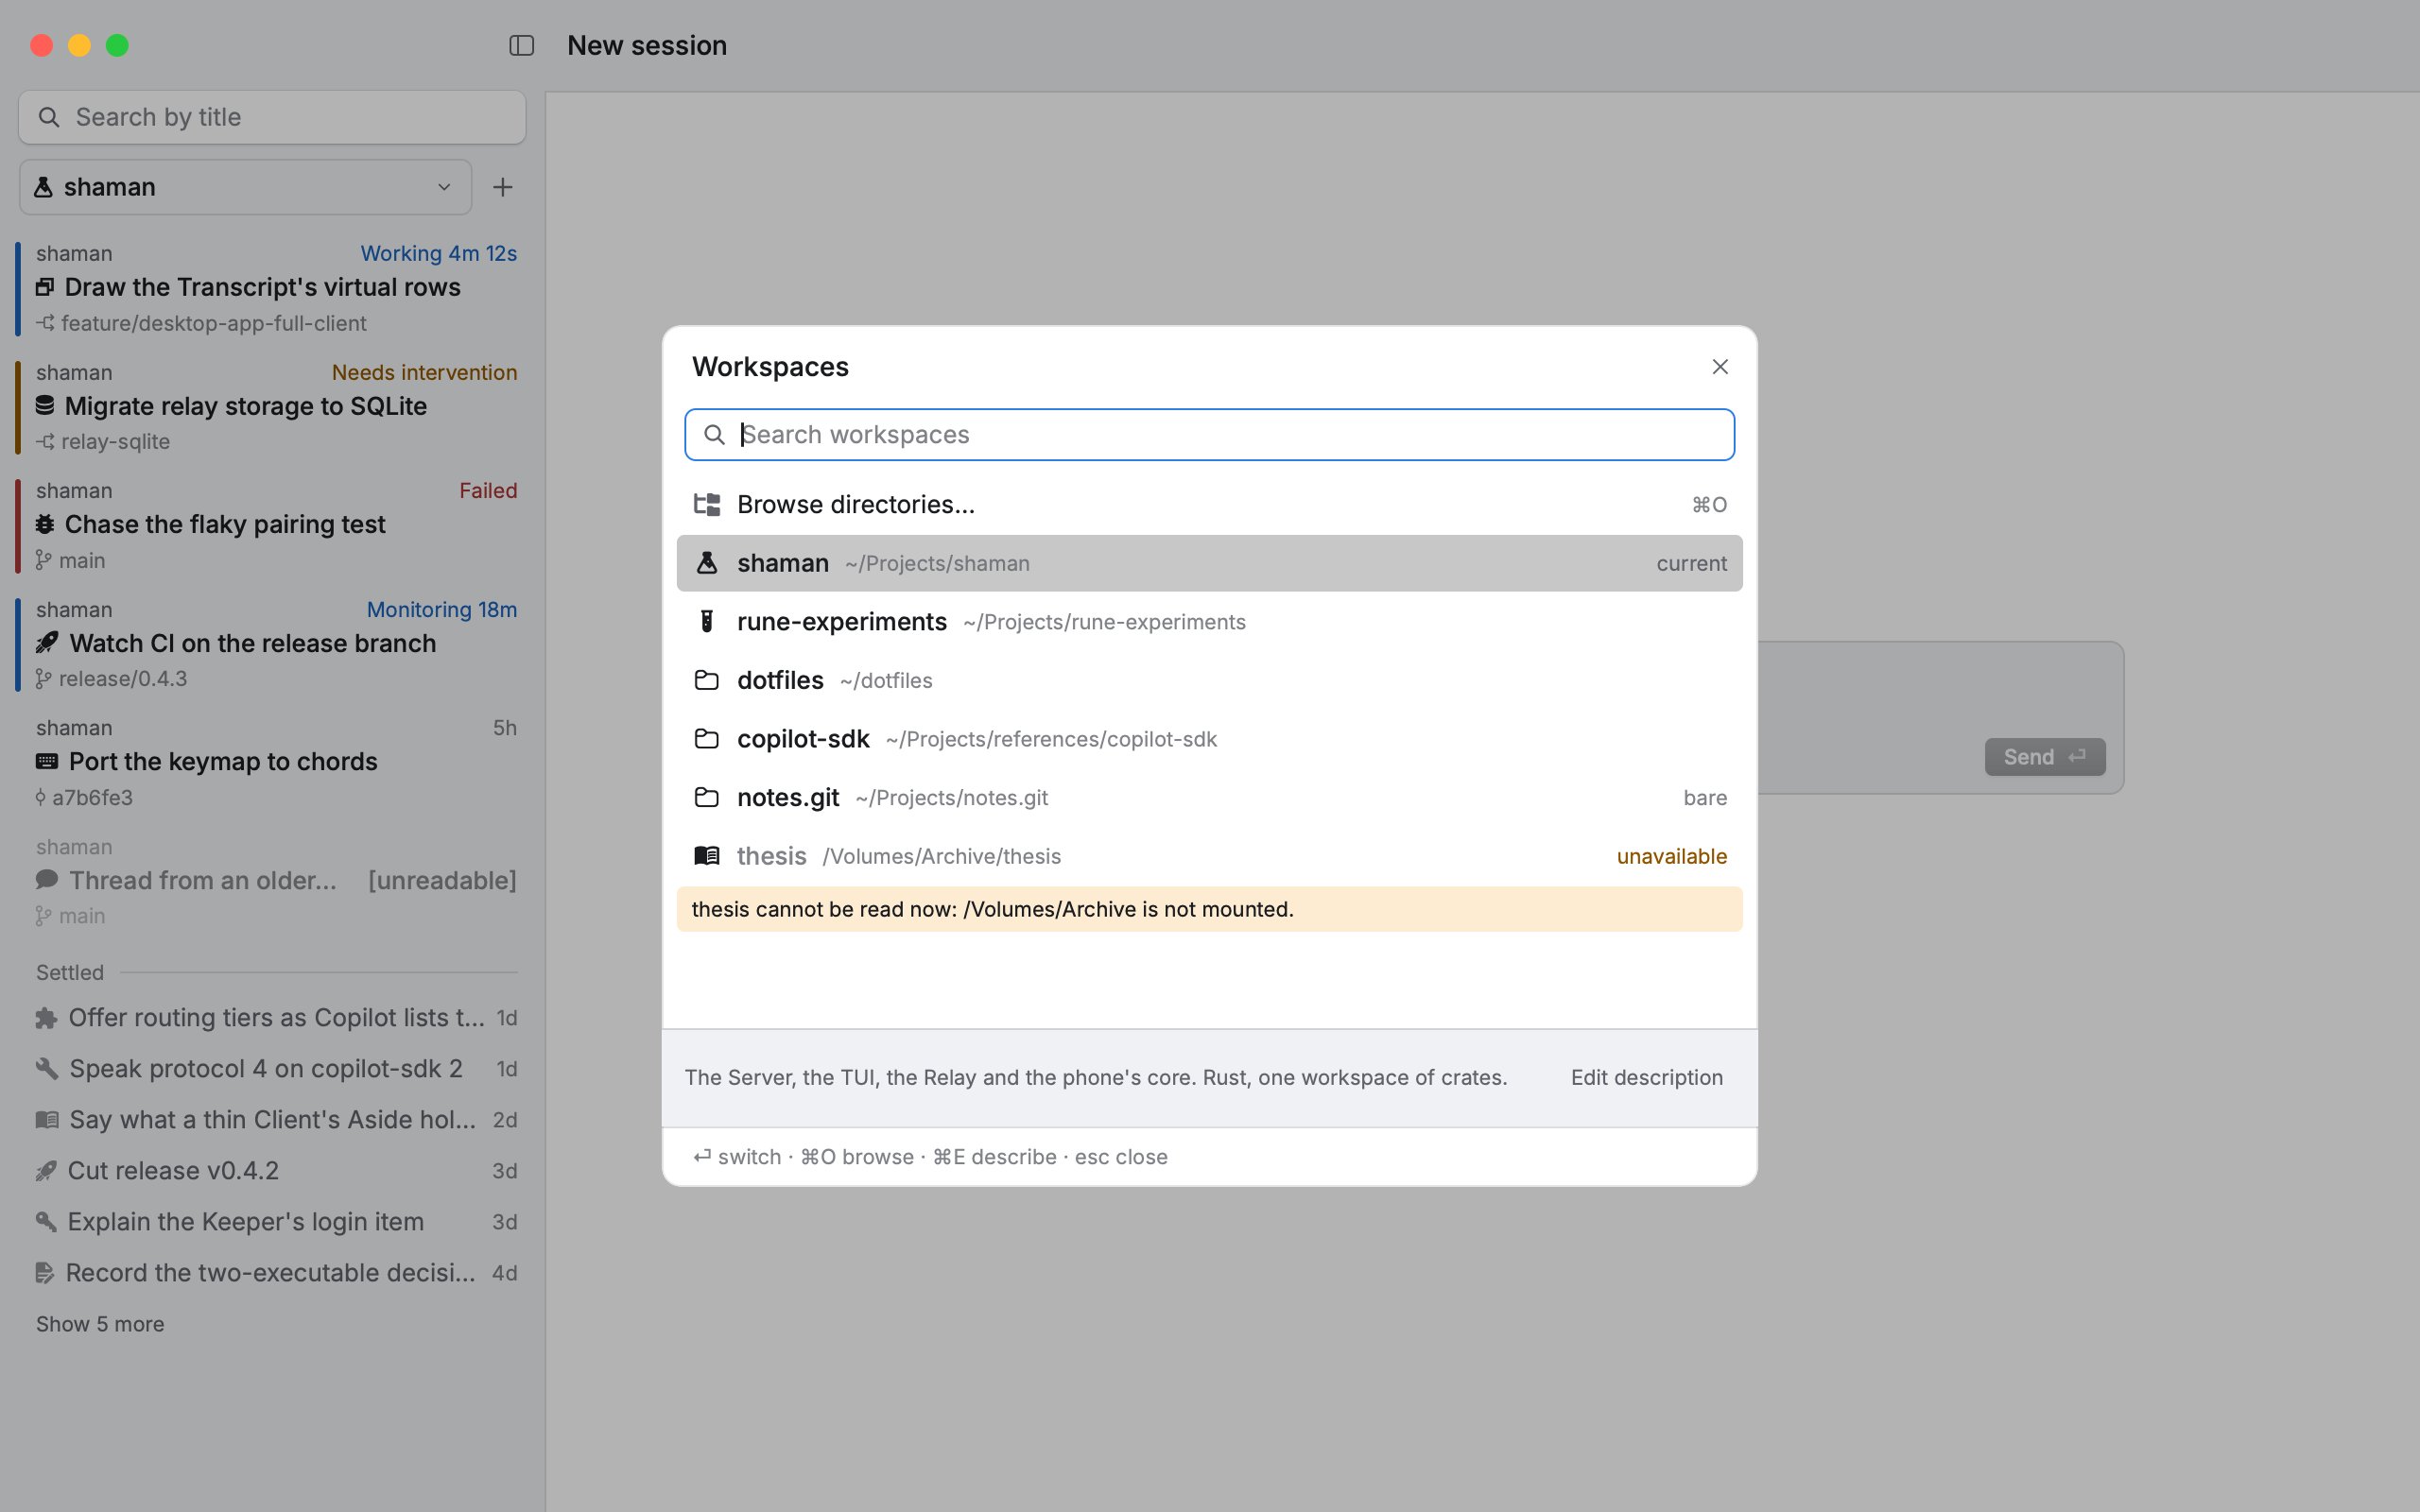 New session
Search by title
shaman
shaman Working 4m 12s
Draw the Transcript's virtual rows
feature/desktop-app-full-client
shaman Needs intervention
Migrate relay storage to SQLite
relay-sqlite
shaman Failed
Chase the flaky pairing test
main
shaman Monitoring 18m
Watch CI on the release branch
release/0.4.3
shaman 5h
Port the keymap to chords
a7b6fe3
shaman
Thread from an older... [unreadable]
main
Settled
Offer routing tiers as Copilot lists t... 1d
Speak protocol 4 on copilot-sdk 2 1d
Say what a thin Client's Aside hol... 2d
Cut release v0.4.2 3d
Explain the Keeper's login item 3d
Record the two-executable decisi... 4d
Show 5 more
Workspaces
Search workspaces
Browse directories... ⌘O
shaman ~/Projects/shaman current
rune-experiments ~/Projects/rune-experiments
dotfiles ~/dotfiles
copilot-sdk ~/Projects/references/copilot-sdk
notes.git ~/Projects/notes.git bare
thesis /Volumes/Archive/thesis unavailable
thesis cannot be read now: /Volumes/Archive is not mounted.
The Server, the TUI, the Relay and the phone's core. Rust, one workspace of crates. Edit description
⏎ switch · ⌘O browse · ⌘E describe · esc close
Send ⏎